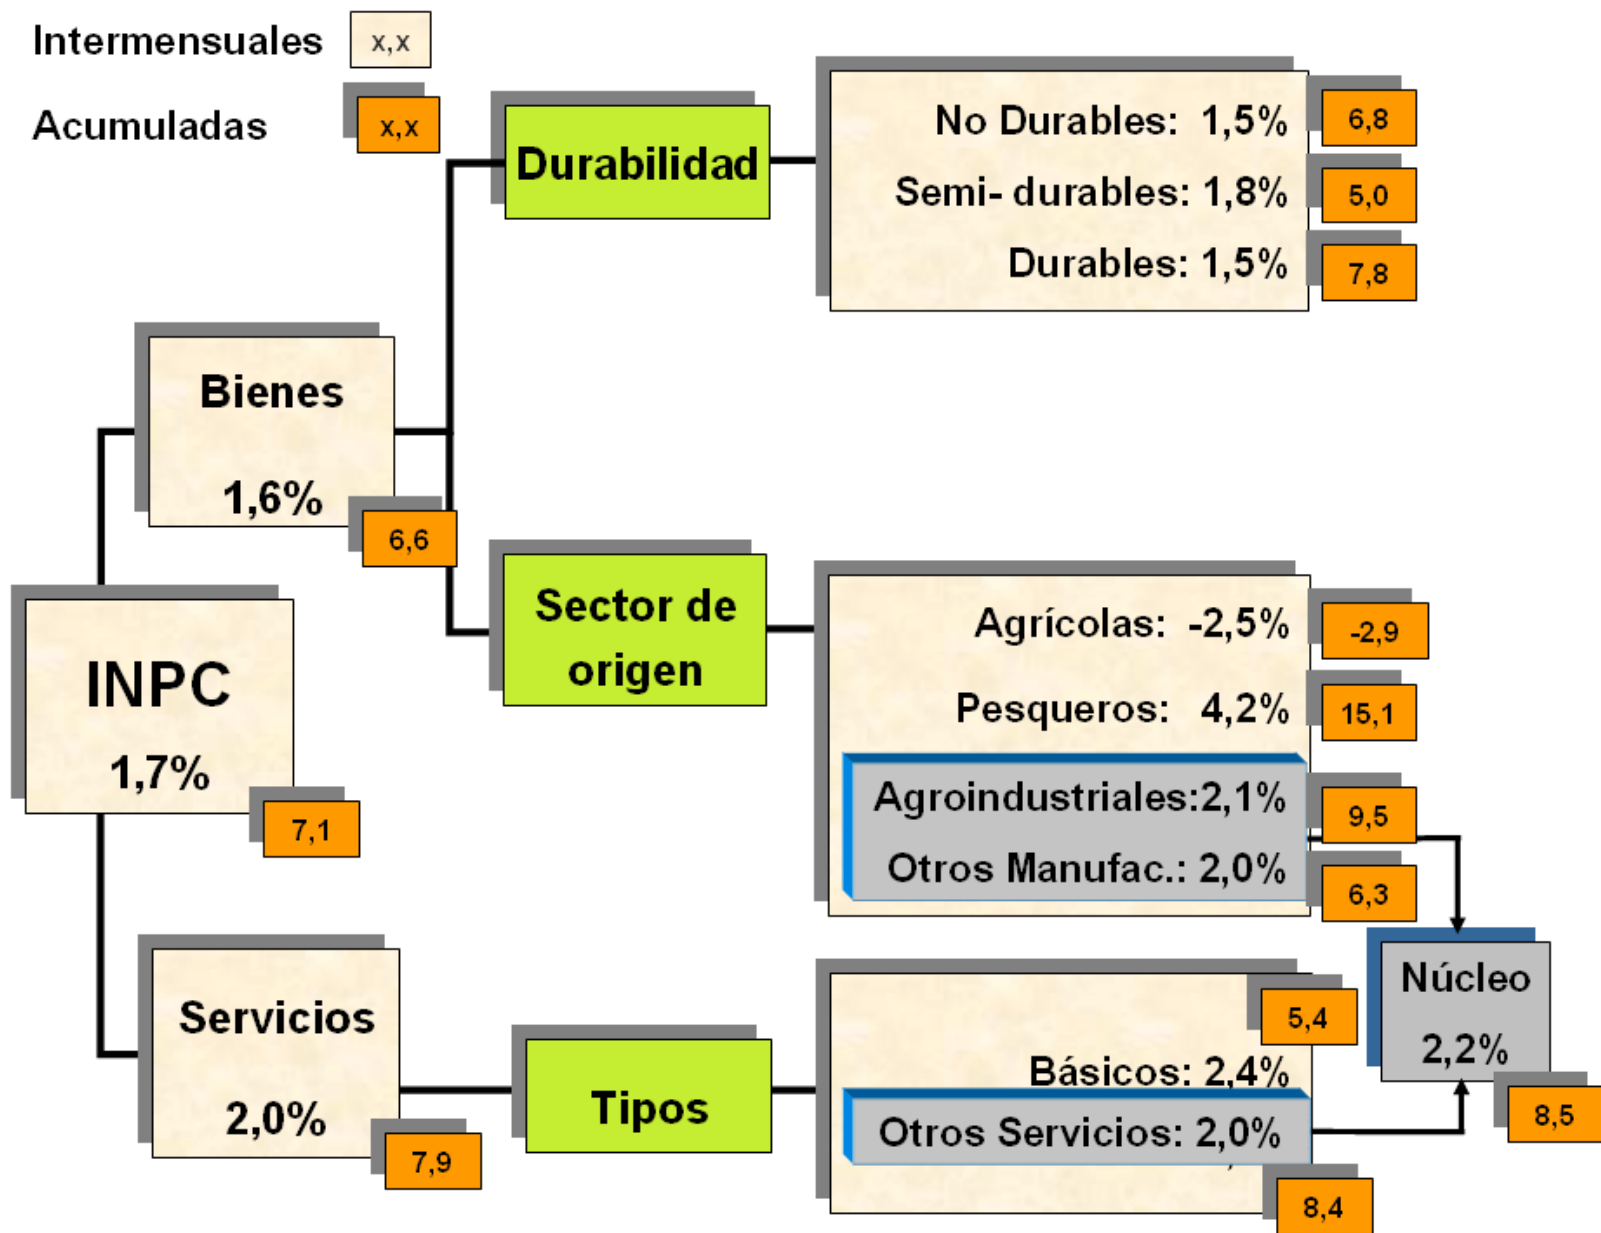 Intermensuales x,x
Acumuladas x,x
Durabilidad
No Durables: 1,5% 6,8
Semi- durables: 1,8% 5,0
Durables: 1,5% 7,8
Bienes
1,6%
6,6
Sector de
origen
Agrícolas: -2,5% -2,9
Pesqueros: 4,2% 15,1
Agroindustriales:2,1% 9,5
Otros Manufac.: 2,0% 6,3
INPC
1,7%
7,1
Servicios
2,0%
7,9
Tipos
5,4
Básicos: 2,4%
Otros Servicios: 2,0%
8,4
Núcleo
2,2%
8,5